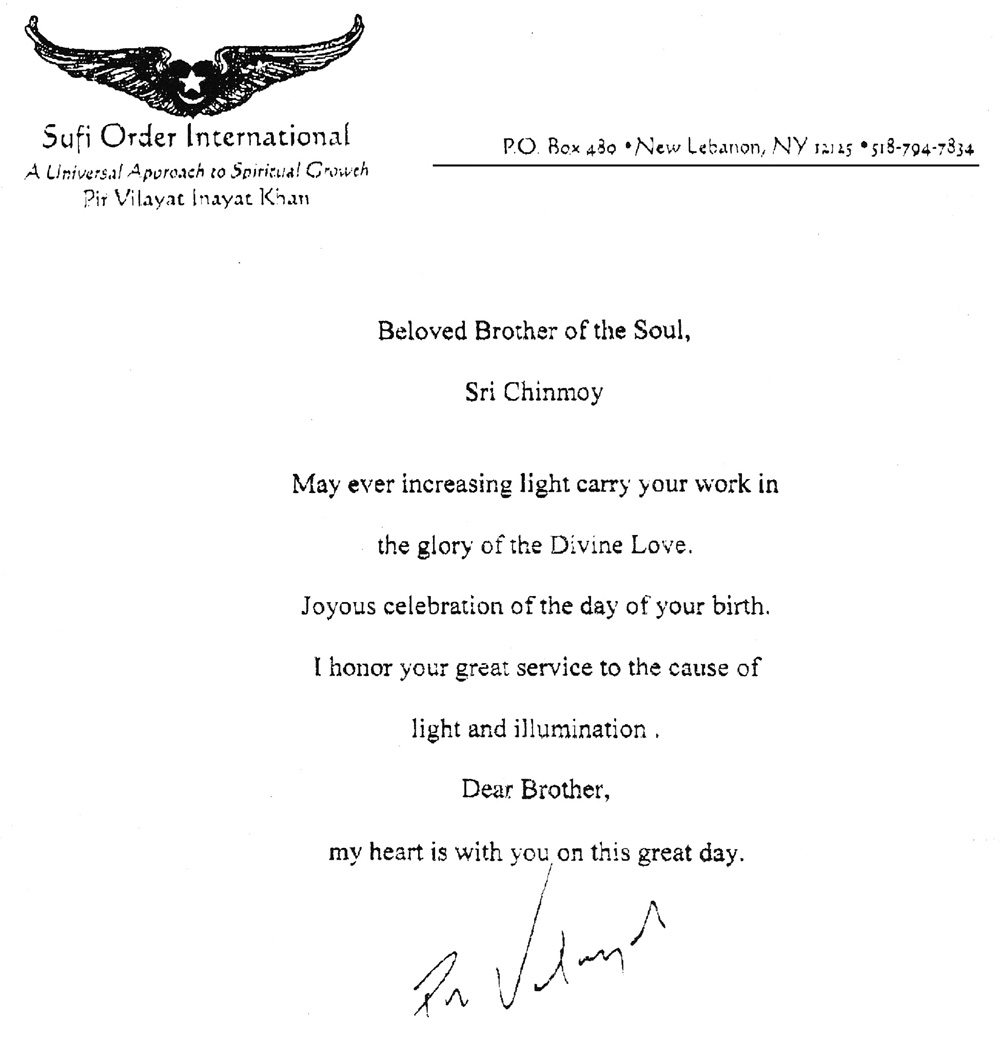 Sufi Order International
A Universal Approach to Spiritual Growth
Pir Vilayat Inayat Khan
P.O. Box 480 • New Lebanon, NY 12125 • 518-794-7834
Beloved Brother of the Soul,
Sri Chinmoy
May ever increasing light carry your work in
the glory of the Divine Love.
Joyous celebration of the day of your birth.
I honor your great service to the cause of
light and illumination .
Dear Brother,
my heart is with you on this great day.
Pir Vilayat